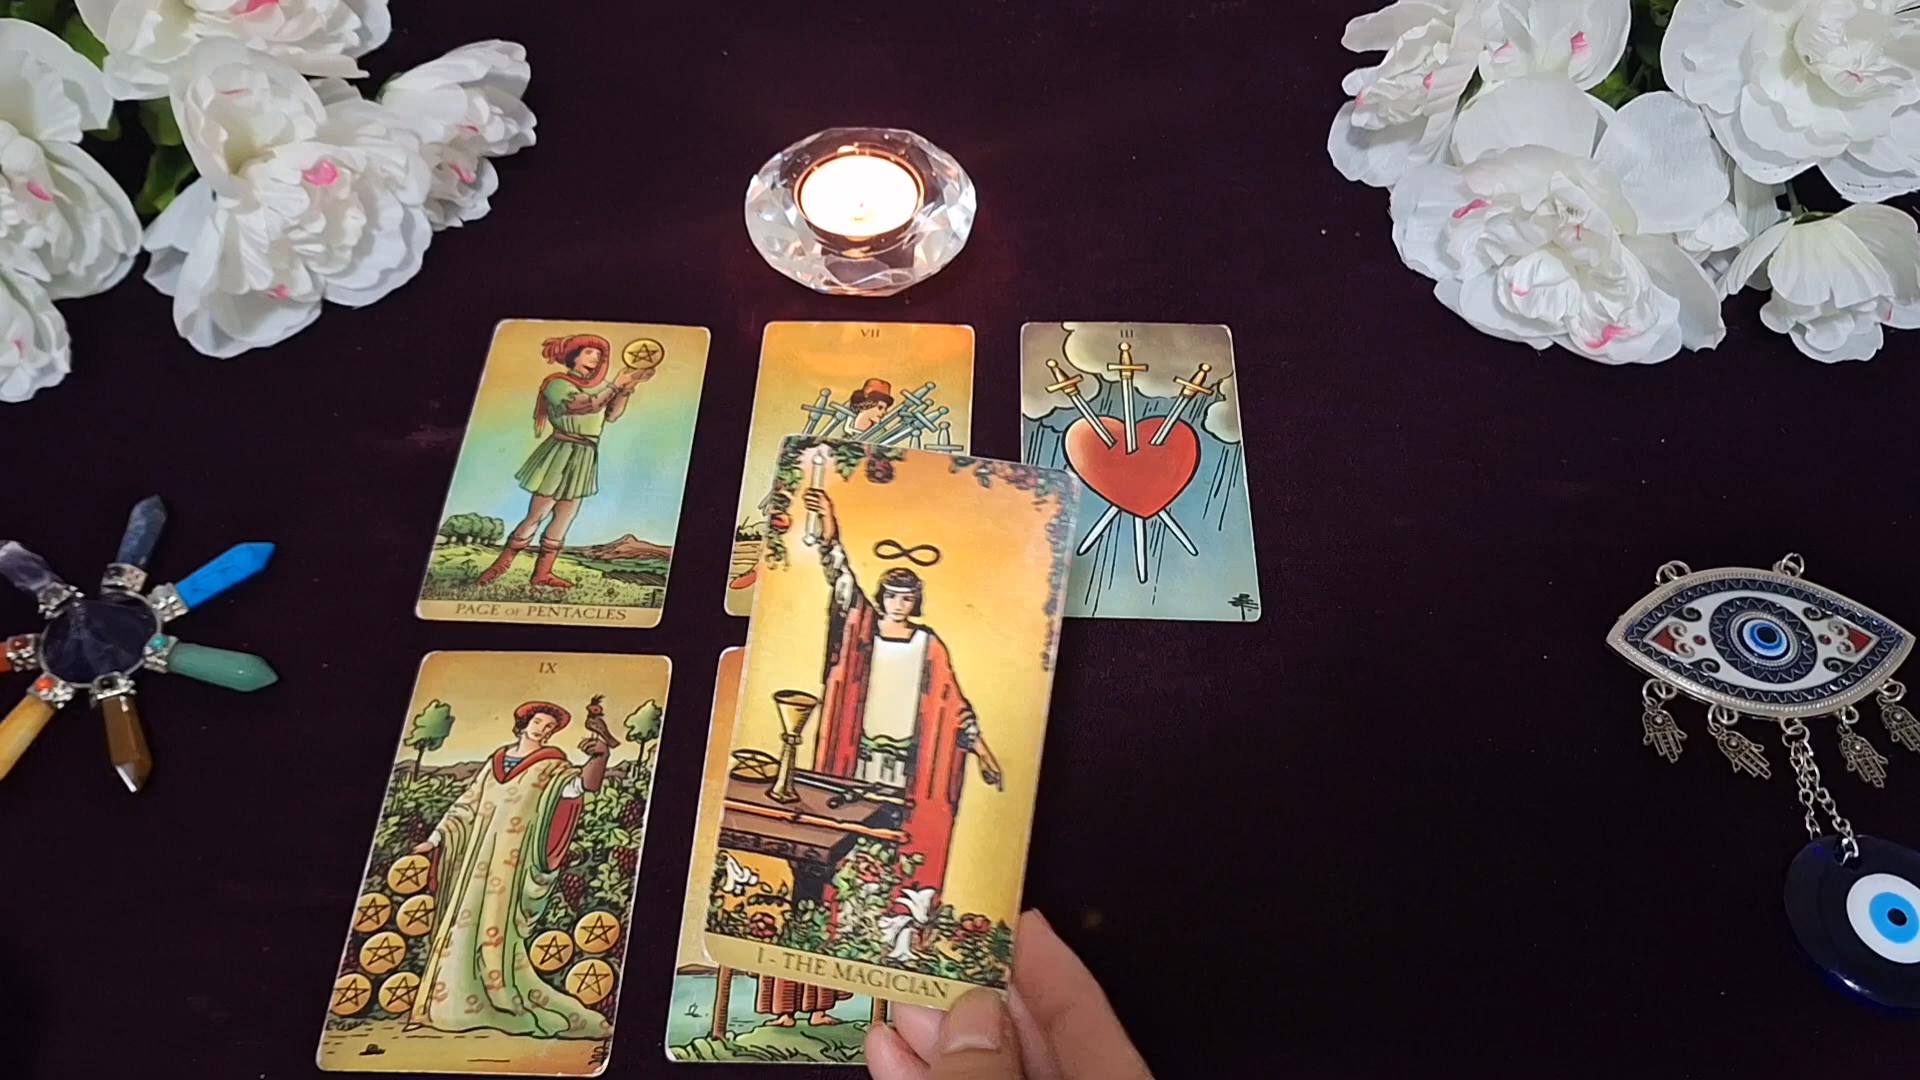 VII
III
PAGE OF PENTACLES
IX
I - THE MAGICIAN